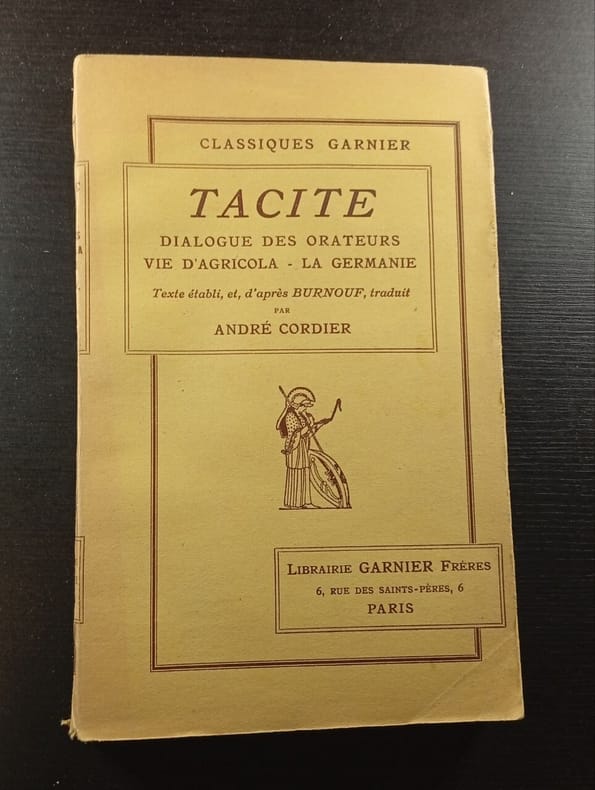 CLASSIQUES GARNIER
TACITE
DIALOGUE DES ORATEURS
VIE D'AGRICOLA - LA GERMANIE
Texte établi, et, d'après BURNOUF, traduit
PAR
ANDRÉ CORDIER
LIBRAIRIE GARNIER FRÈRES
6, RUE DES SAINTS-PÈRES, 6
PARIS